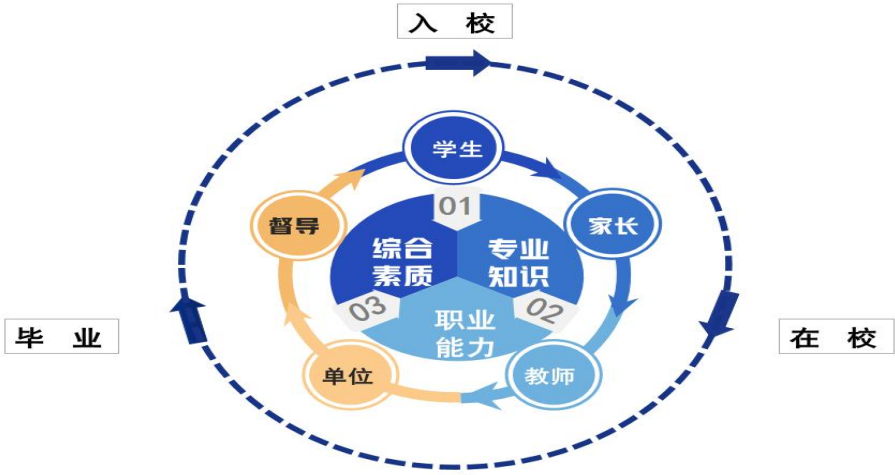 入 校
学生
督导
家长
01
综合
素质
专业
知识
03
02
职业
能力
毕 业
在 校
单位
教师